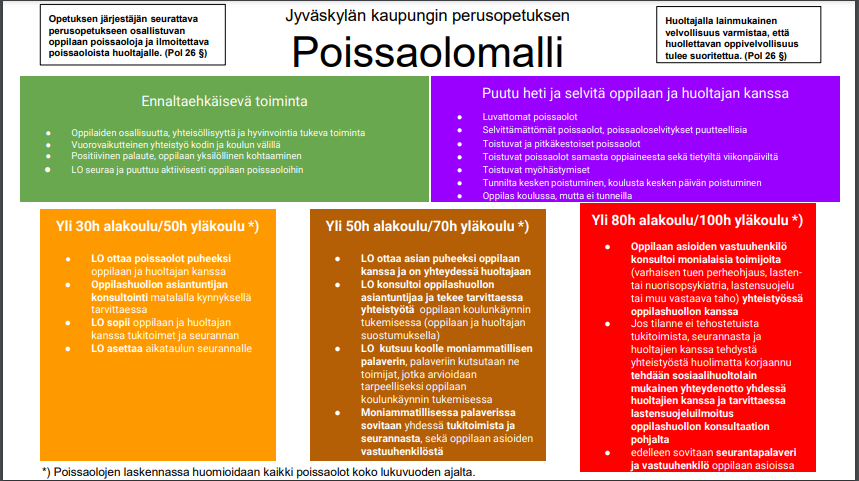 Opetuksen järjestäjän seurattava
perusopetukseen osallistuvan
oppilaan poissaoloja ja ilmoitettava
poissaoloista huoltajalle. (Pol 26 §)
Jyväskylän kaupungin perusopetuksen
Poissaolomalli
Huoltajalla lainmukainen
velvollisuus varmistaa, että
huollettavan oppivelvollisuus
tulee suoritettua. (Pol 26 §)
Ennaltaehkäisevä toiminta
● Oppilaiden osallisuutta, yhteisöllisyyttä ja hyvinvointia tukeva toiminta
● Vuorovaikutteinen yhteistyö kodin ja koulun välillä
● Positiivinen palaute, oppilaan yksilöllinen kohtaaminen
● LO seuraa ja puuttuu aktiivisesti oppilaan poissaoloihin
Puutu heti ja selvitä oppilaan ja huoltajan kanssa
● Luvattomat poissaolot
● Selvittämättömät poissaolot, poissaoloselvitykset puutteellisia
● Toistuvat ja pitkäkestoiset poissaolot
● Toistuvat poissaolot samasta oppiaineesta sekä tietyiltä viikonpäiviltä
● Toistuvat myöhästymiset
● Tunnilta kesken poistuminen, koulusta kesken päivän poistuminen
● Oppilas koulussa, mutta ei tunneilla
Yli 30h alakoulu/50h yläkoulu *)
● LO ottaa poissaolot puheeksi
oppilaan ja huoltajan kanssa
● Oppilashuollon asiantuntijan
konsultointi matalalla kynnyksellä
tarvittaessa
● LO sopii oppilaan ja huoltajan
kanssa tukitoimet ja seurannan
● LO asettaa aikataulun seurannalle
Yli 50h alakoulu/70h yläkoulu *)
● LO ottaa asian puheeksi oppilaan
kanssa ja on yhteydessä huoltajaan
● LO konsultoi oppilashuollon
asiantuntijaa ja tekee tarvittaessa
yhteistyötä oppilaan koulunkäynnin
tukemisessa (oppilaan ja huoltajan
suostumuksella)
● LO kutsuu koolle moniammatillisen
palaverin, palaveriin kutsutaan ne
toimijat, jotka arvioidaan
tarpeelliseksi oppilaan
koulunkäynnin tukemisessa
● Moniammatillisessa palaverissa
sovitaan yhdessä tukitoimista ja
seurannasta, sekä oppilaan asioiden
vastuuhenkilöstä
Yli 80h alakoulu/100h yläkoulu *)
● Oppilaan asioiden vastuuhenkilö
konsultoi monialaisia toimijoita
(varhaisen tuen perheohjaus, lasten-
tai nuorisopsykiatria, lastensuojelu
tai muu vastaava taho) yhteistyössä
oppilashuollon kanssa
● Jos tilanne ei tehostetuista
tukitoimista, seurannasta ja
huoltajien kanssa tehdystä
yhteistyöstä huolimatta korjaannu
tehdään sosiaalihuoltolain
mukainen yhteydenotto yhdessä
huoltajien kanssa ja tarvittaessa
lastensuojeluilmoitus
oppilashuollon konsultaation
pohjalta
● edelleen sovitaan seurantapalaveri
ja vastuuhenkilö oppilaan asioissa
*) Poissaolojen laskennassa huomioidaan kaikki poissaolot koko lukuvuoden ajalta.